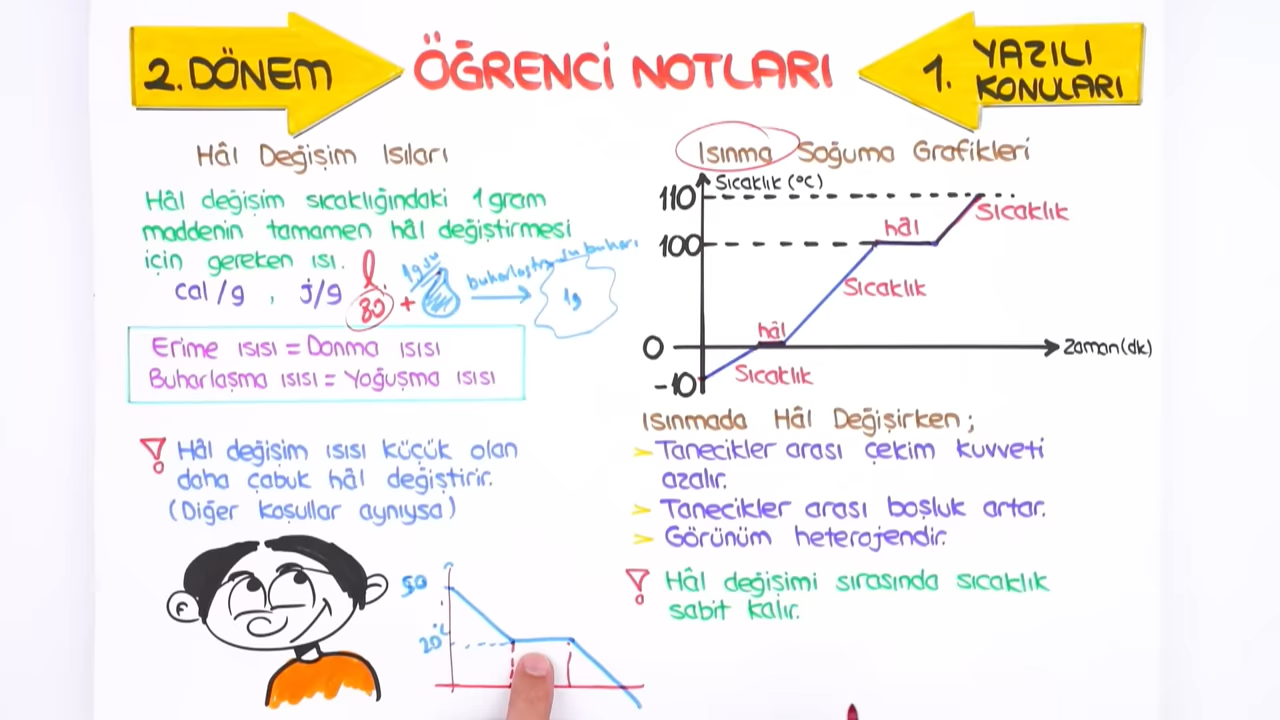 2. DÖNEM
ÖĞRENCİ NOTLARI
1. YAZILI
KONULARI
Hâl Değişim Isıları
Hâl değişim sıcaklığındaki 1 gram
maddenin tamamen hâl değiştirmesi
için gereken ısı.
cal/g , j/g
80 +
1g su
buharlaştı
su buharı
1g
Erime ısısı = Donma ısısı
Buharlaşma ısısı = Yoğuşma ısısı
! Hâl değişim ısısı küçük olan
daha çabuk hâl değiştirir.
(Diğer koşullar aynıysa)
50
20°C
Isınma Soğuma Grafikleri
Sıcaklık (°C)
110
Sıcaklık
hâl
100
Sıcaklık
hâl
0
Zaman(dk)
Sıcaklık
-10
Isınmada Hâl Değişirken;
➢ Tanecikler arası çekim kuvveti
azalır.
➢ Tanecikler arası boşluk artar.
➢ Görünüm heterojendir.
! Hâl değişimi sırasında sıcaklık
sabit kalır.